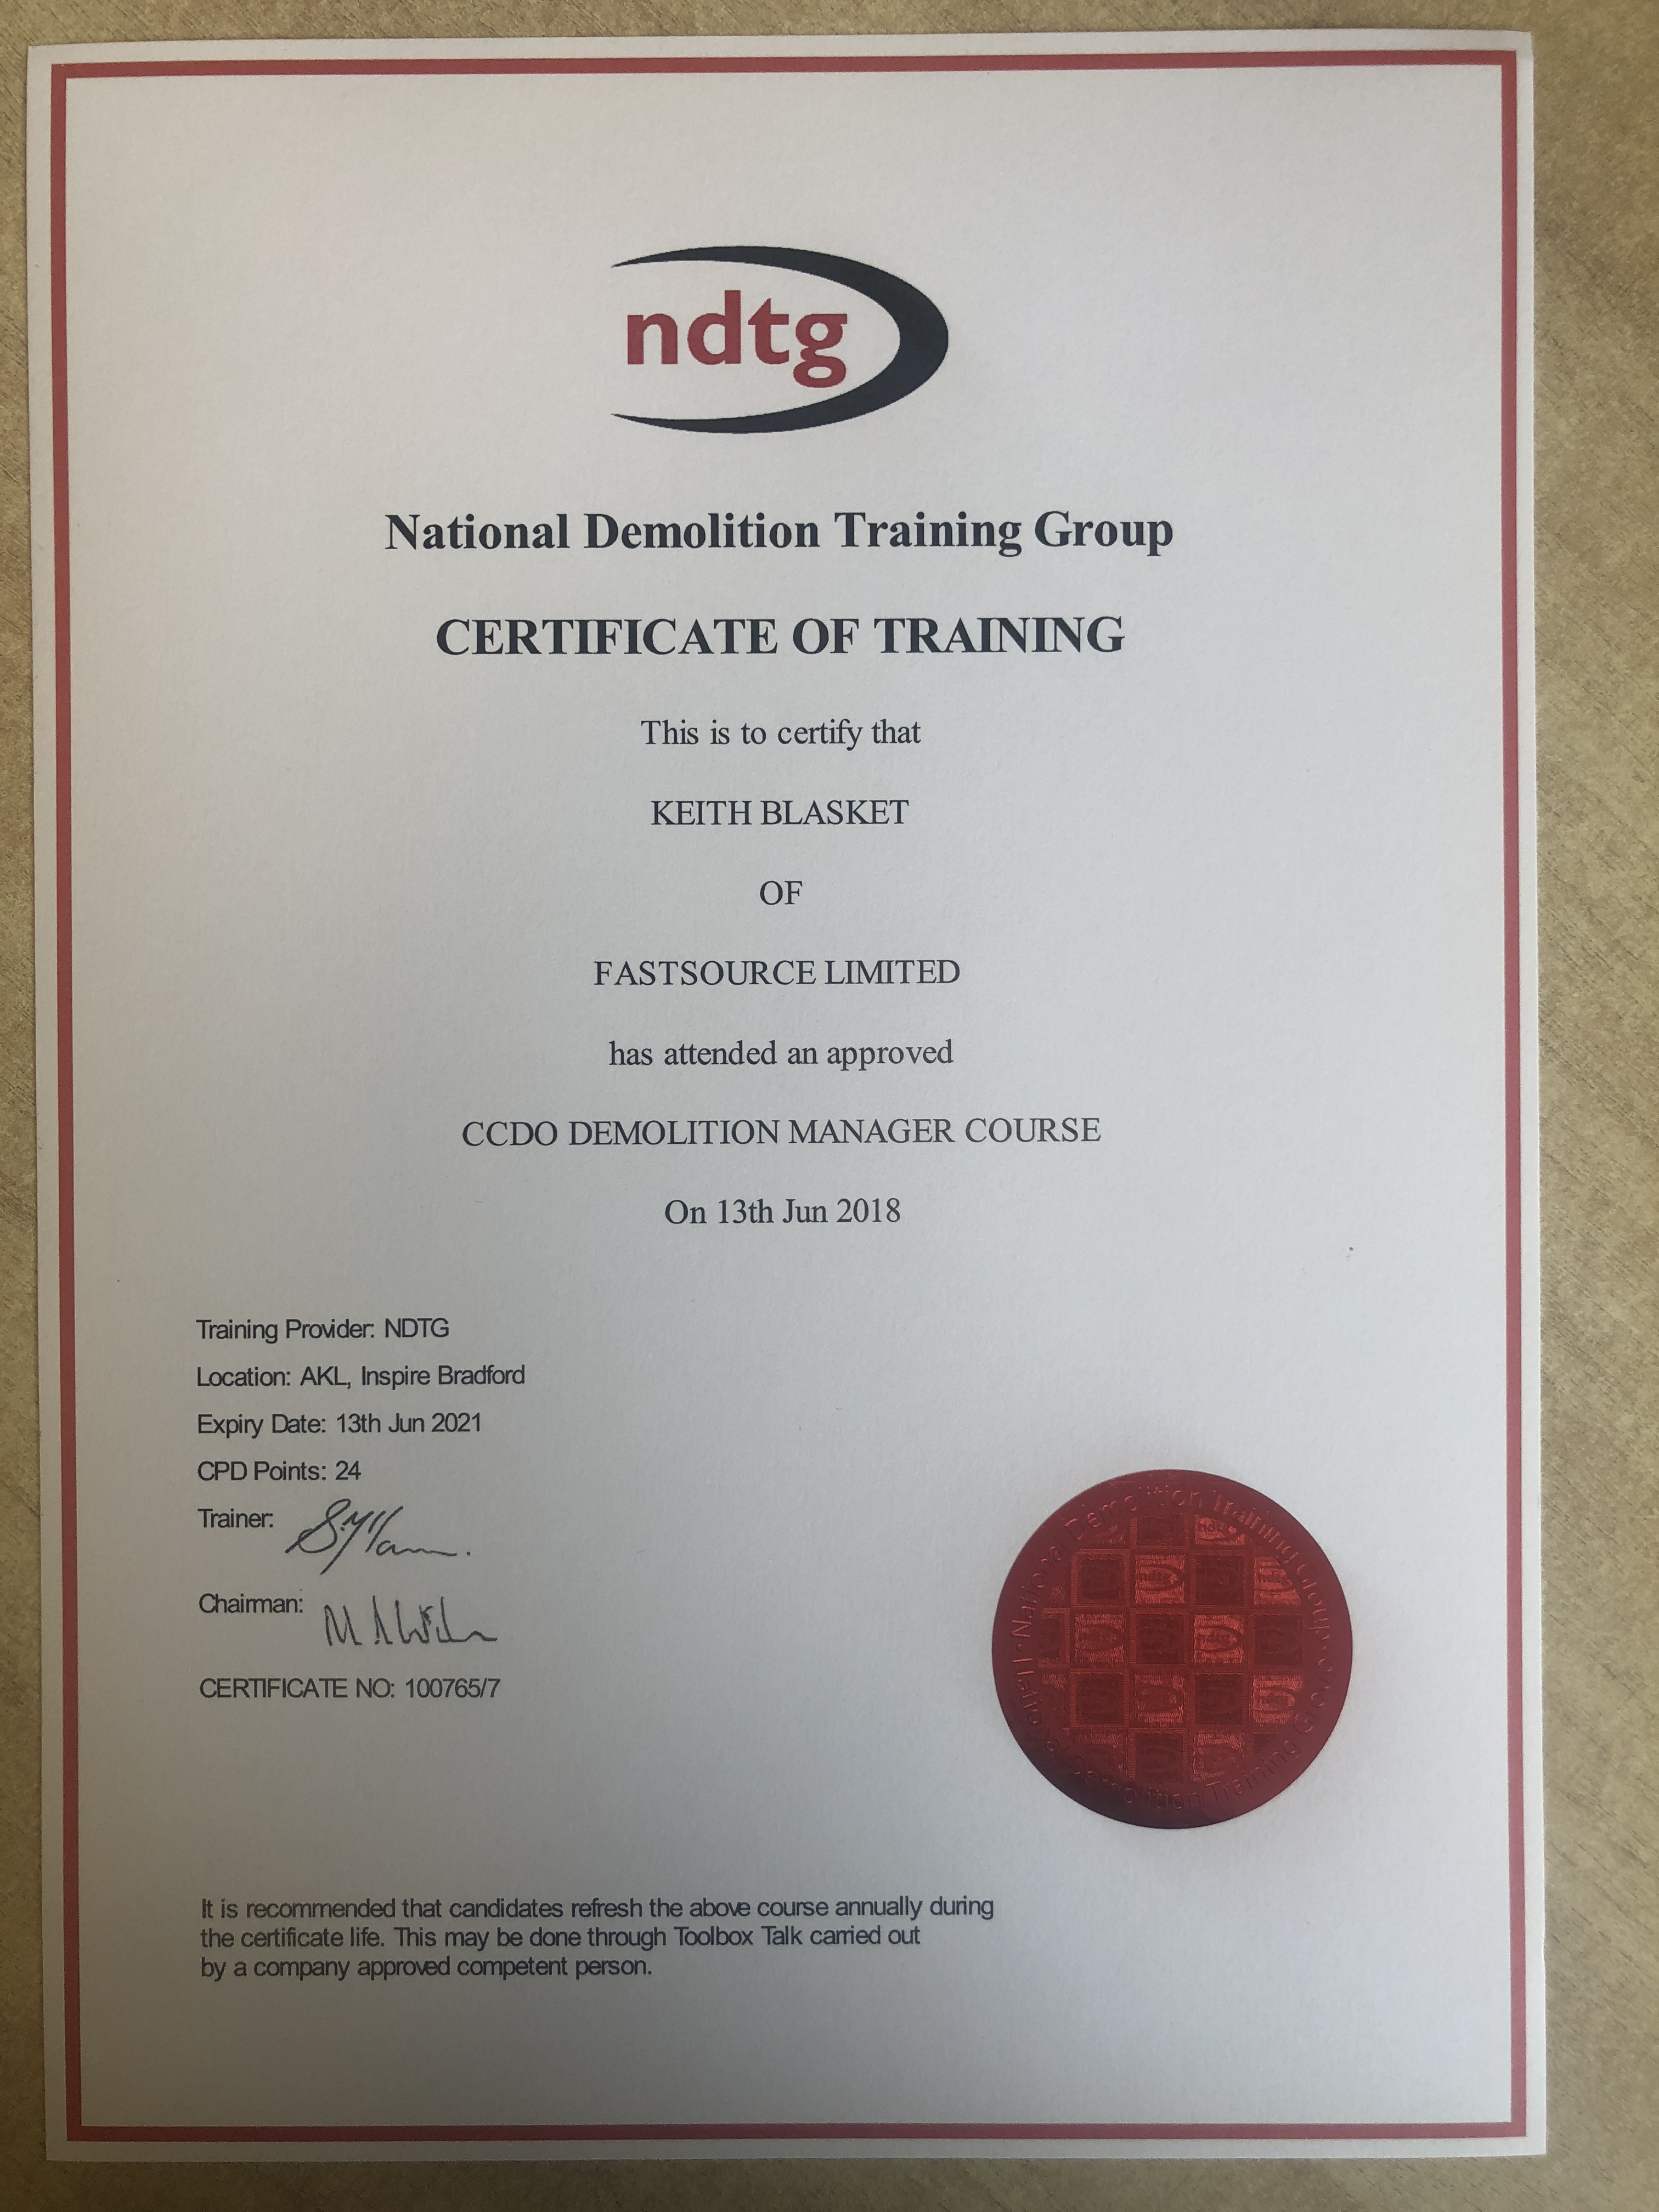 ndtg
National Demolition Training Group
CERTIFICATE OF TRAINING
This is to certify that
KEITH BLASKET
OF
FASTSOURCE LIMITED
has attended an approved
CCDO DEMOLITION MANAGER COURSE
On 13th Jun 2018
Training Provider: NDTG
Location: AKL, Inspire Bradford
Expiry Date: 13th Jun 2021
CPD Points: 24
Trainer:
Chairman:
CERTIFICATE NO: 100765/7
National Demolition Training Group
National Demolition Training Group
It is recommended that candidates refresh the above course annually during
the certificate life. This may be done through Toolbox Talk carried out
by a company approved competent person.